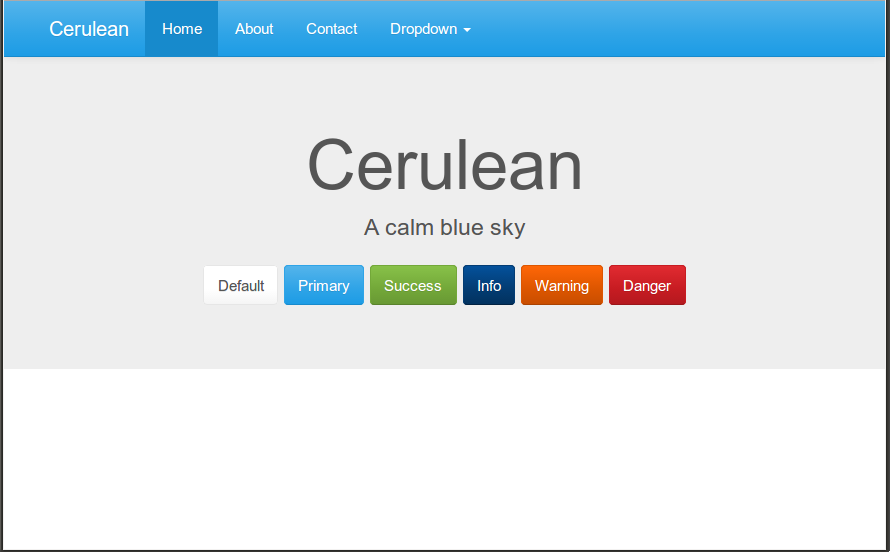 Cerulean Home About Contact Dropdown
Cerulean
A calm blue sky
Default Primary Success Info Warning Danger